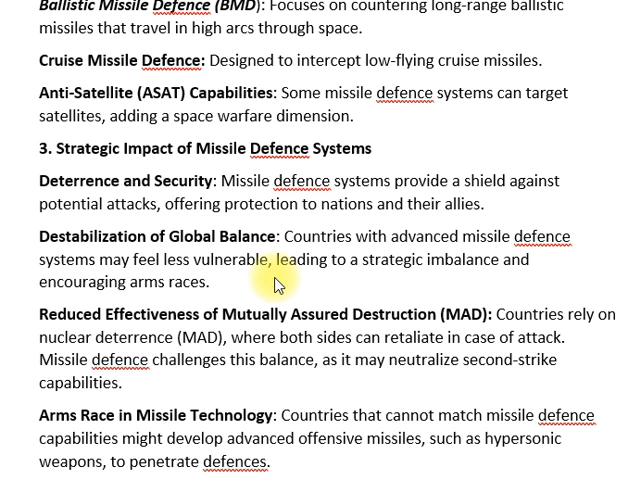 Ballistic Missile Defence (BMD): Focuses on countering long-range ballistic
missiles that travel in high arcs through space.
Cruise Missile Defense: Designed to intercept low-flying cruise missiles.
Anti-Satellite (ASAT) Capabilities: Some missile defence systems can target
satellites, adding a space warfare dimension.
3. Strategic Impact of Missile Defence Systems
Deterrence and Security: Missile defence systems provide a shield against
potential attacks, offering protection to nations and their allies.
Destabilization of Global Balance: Countries with advanced missile defence
systems may feel less vulnerable, leading to a strategic imbalance and
encouraging arms races.
Reduced Effectiveness of Mutually Assured Destruction (MAD): Countries rely on
nuclear deterrence (MAD), where both sides can retaliate in case of attack.
Missile defence challenges this balance, as it may neutralize second-strike
capabilities.
Arms Race in Missile Technology: Countries that cannot match missile defence
capabilities might develop advanced offensive missiles, such as hypersonic
weapons, to penetrate defences.